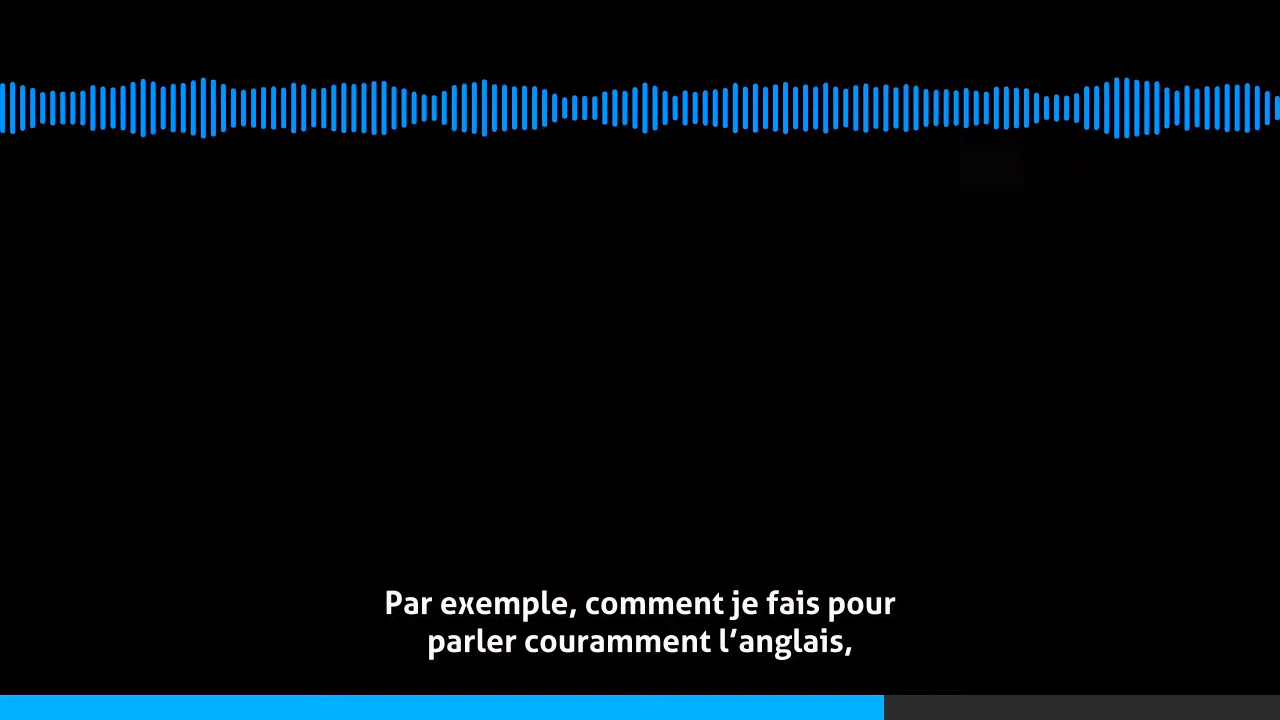 Par exemple, comment je fais pour
parler couramment l’anglais,